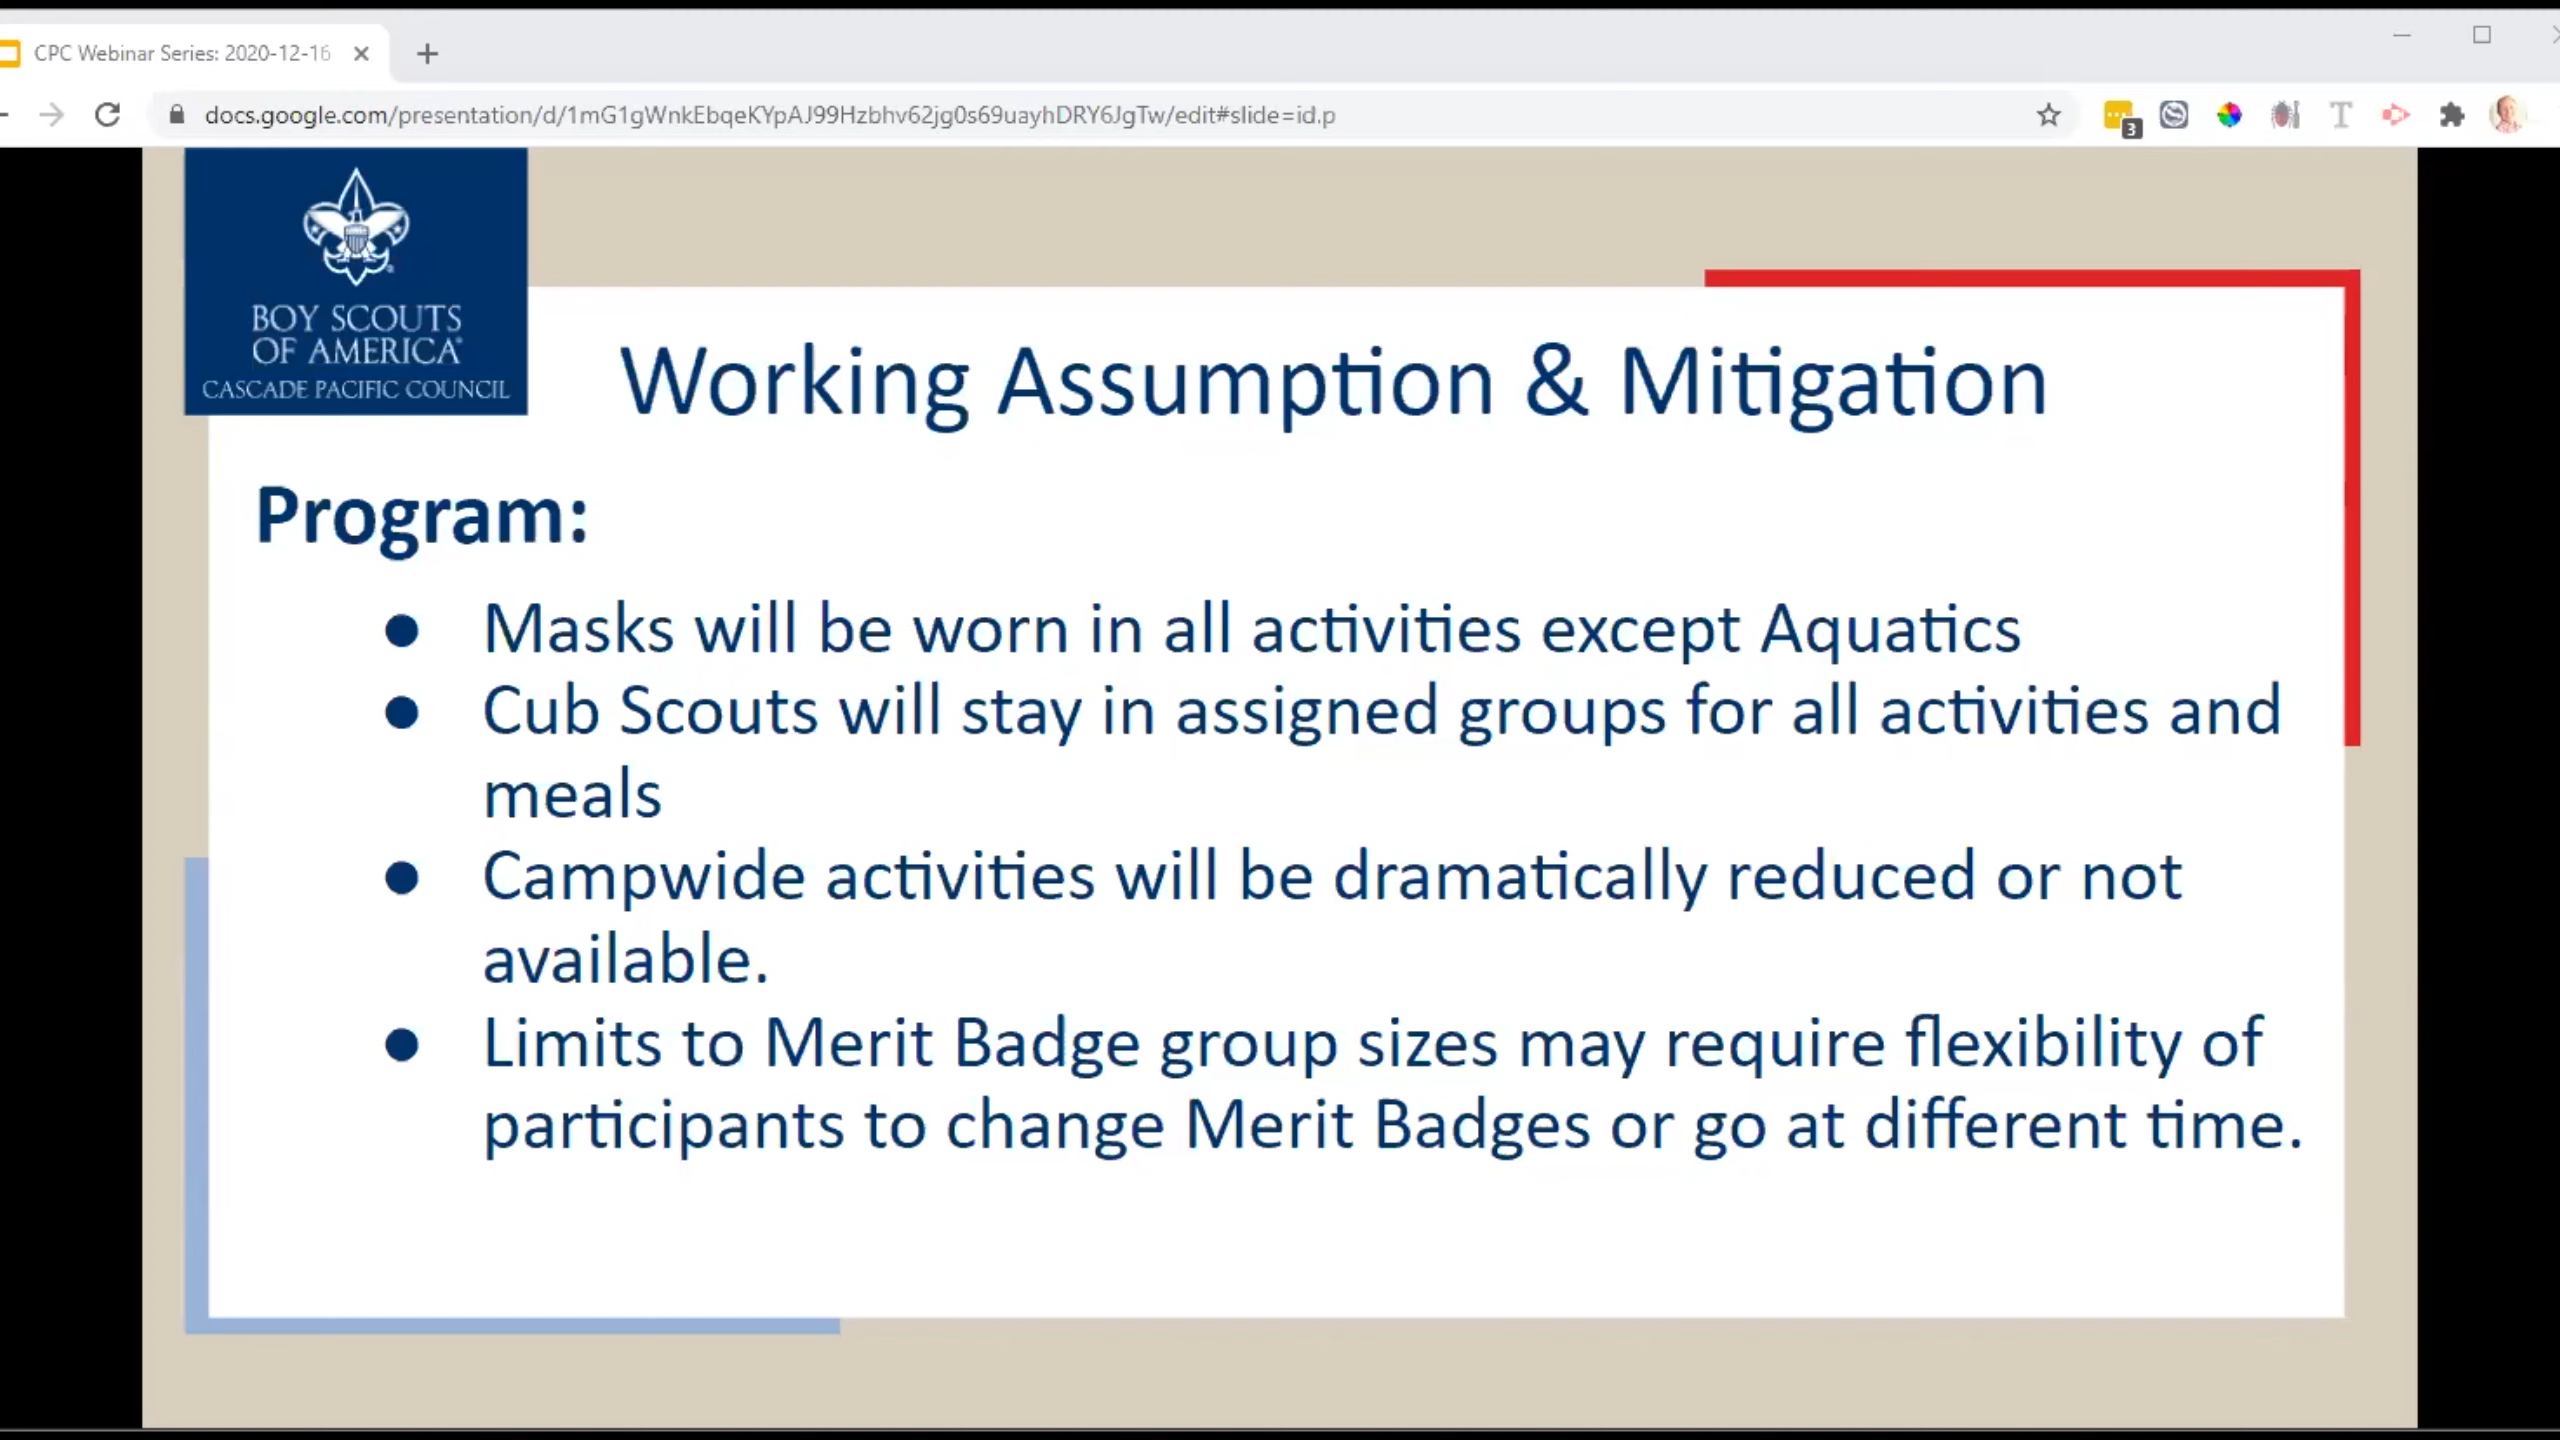 CPC Webinar Series: 2020-12-16
docs.google.com/presentation/d/1mG1gWnkEbqeKYpAJ99Hzbhv62jg0s69uayhDRY6JgTw/edit#slide=id.p
3
T
BOY SCOUTS
OF AMERICA®
CASCADE PACIFIC COUNCIL
Working Assumption & Mitigation
Program:
● Masks will be worn in all activities except Aquatics
● Cub Scouts will stay in assigned groups for all activities and
meals
● Campwide activities will be dramatically reduced or not
available.
● Limits to Merit Badge group sizes may require flexibility of
participants to change Merit Badges or go at different time.